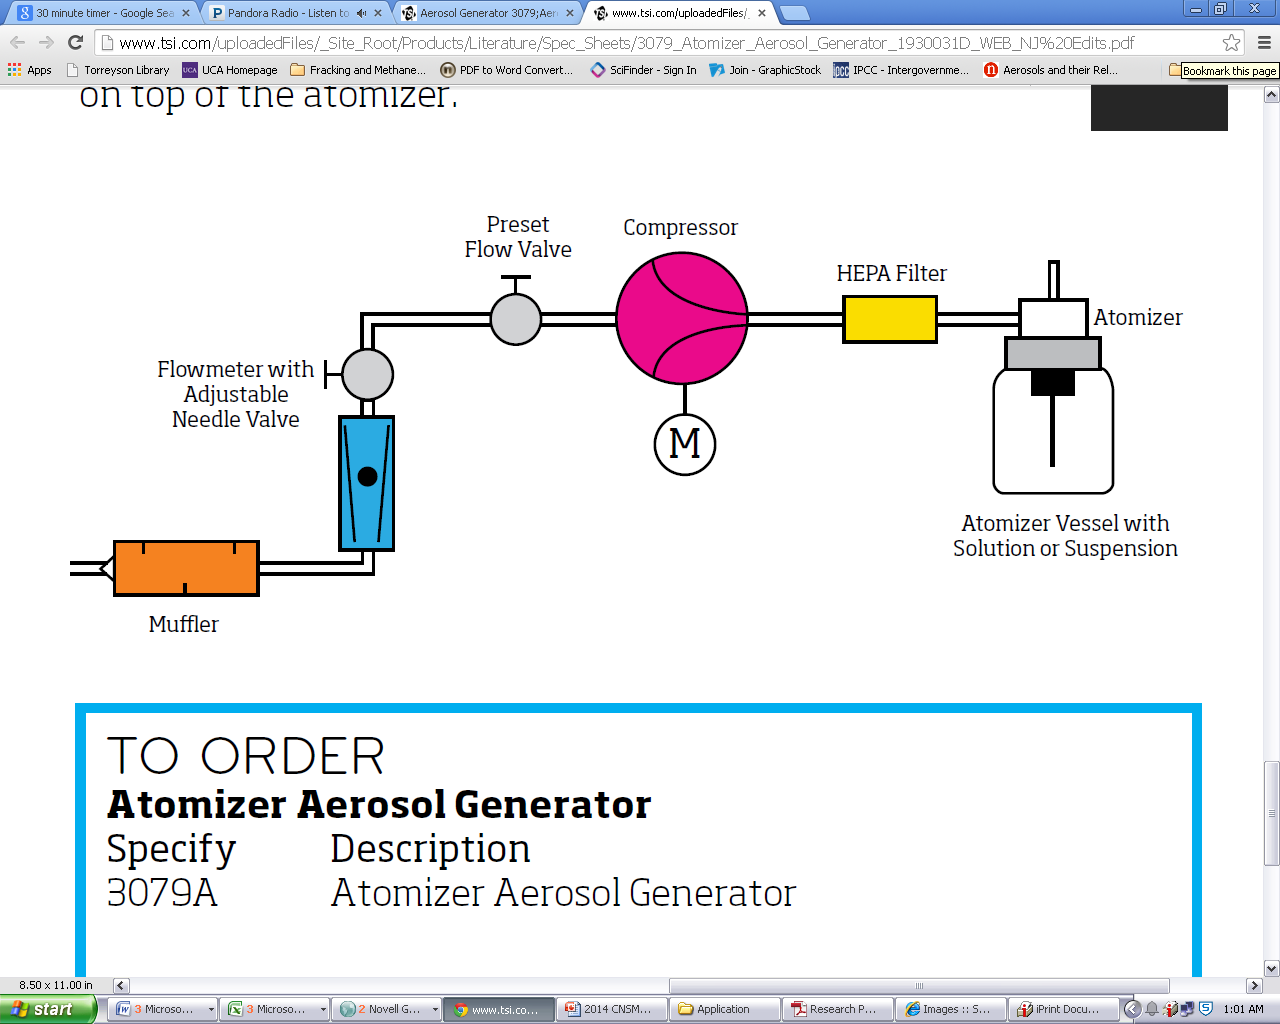 30 minute timer - Google Sea
Pandora Radio - Listen to
Aerosol Generator 3079;Aer
www.tsi.com/uploadedFiles/_
www.tsi.com/uploadedFiles/_Site_Root/Products/Literature/Spec_Sheets/3079_Atomizer_Aerosol_Generator_1930031D_WEB_NJ%20Edits.pdf
Apps
Torreyson Library
UCA UCA Homepage
Fracking and Methane...
PDF to Word Convert...
SciFinder - Sign In
Join - GraphicStock
IPCC - Intergovernme...
Aerosols and their Rel...
Bookmark this page
on top of the atomizer.
Preset
Flow Valve
Compressor
HEPA Filter
Atomizer
Flowmeter with
Adjustable
Needle Valve
M
Atomizer Vessel with
Solution or Suspension
Muffler
TO ORDER
Atomizer Aerosol Generator
Specify Description
3079A Atomizer Aerosol Generator
8.50 x 11.00 in
start
3 Microso...
3 Microso...
2 Novell G...
www.tsi.co...
2014 CNSM...
Application
Research P...
Images :: S...
iPrint Docu...
1:01 AM